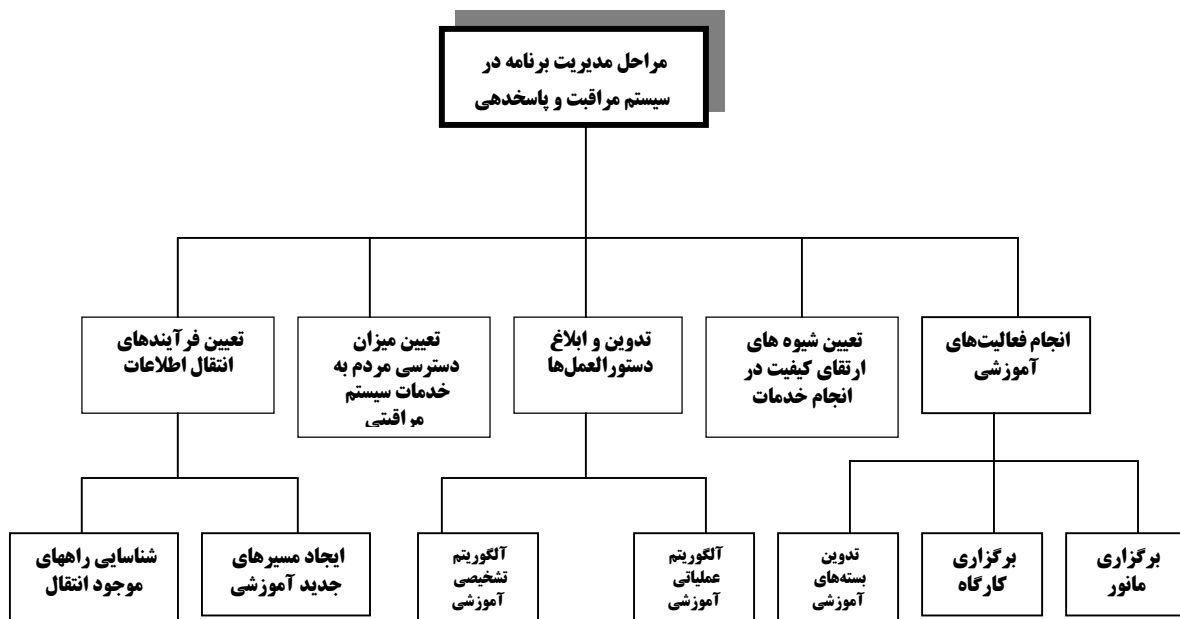 مراحل مدیریت برنامه در
سیستم مراقبت و پاسخدهی
انجام فعالیت‌های
آموزشی
تعیین شیوه های
ارتقای کیفیت در
انجام خدمات
تدوین و ابلاغ
دستورالعمل‌ها
تعیین میزان
دسترسی مردم به
خدمات سیستم
مراقبتی
تعیین فرآیندهای
انتقال اطلاعات
برگزاری
مانور
برگزاری
کارگاه
تدوین
بسته‌های
آموزشی
آلگوریتم
عملیاتی
آموزشی
آلگوریتم
تشخیصی
آموزشی
ایجاد مسیرهای
جدید آموزشی
شناسایی راههای
موجود انتقال